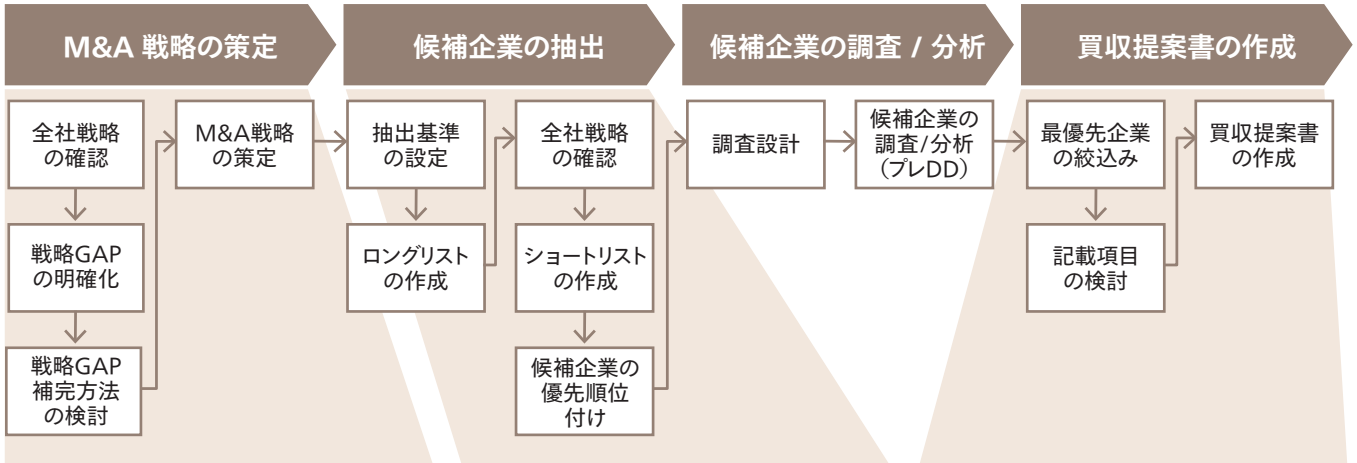 M&A 戦略の策定
候補企業の抽出
候補企業の調査 / 分析
買収提案書の作成
全社戦略
の確認
戦略GAP
の明確化
戦略GAP
補完方法
の検討
M&A戦略
の策定
抽出基準
の設定
ロングリスト
の作成
全社戦略
の確認
ショートリスト
の作成
候補企業の
優先順位
付け
調査設計
候補企業の
調査/分析
（プレDD）
最優先企業
の絞込み
記載項目
の検討
買収提案書
の作成